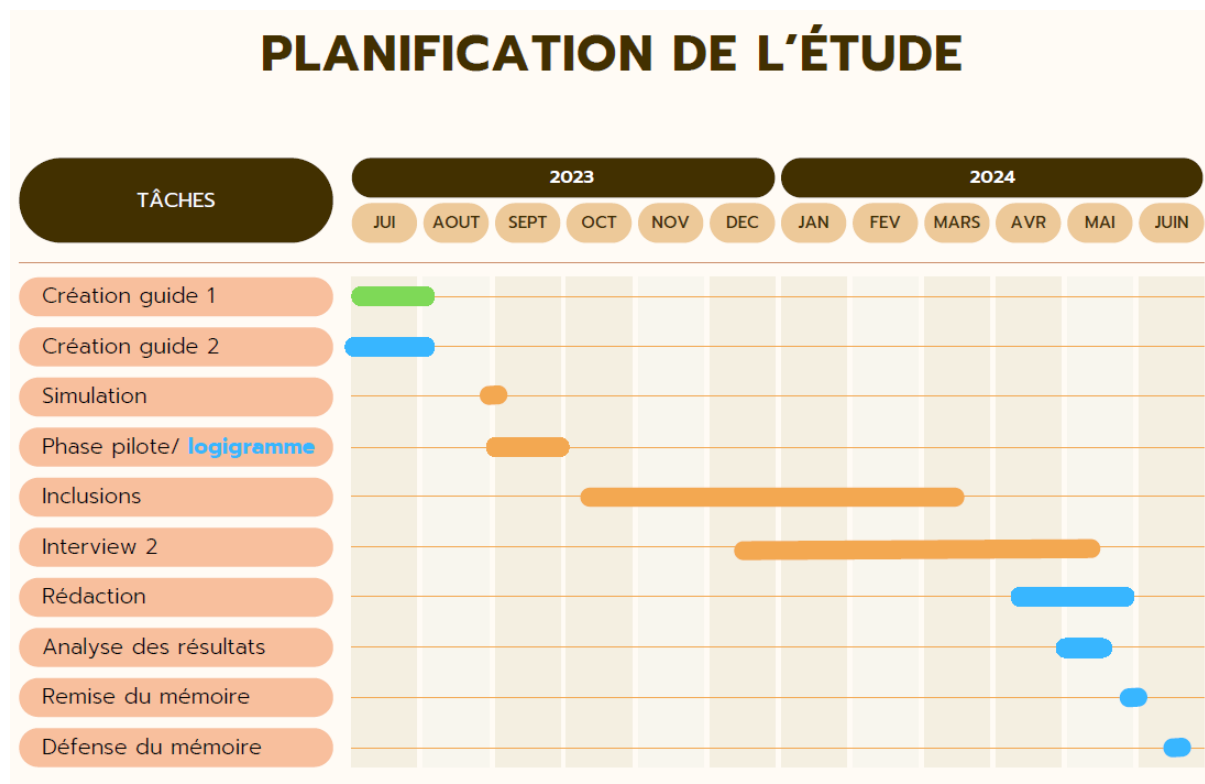 PLANIFICATION DE L'ÉTUDE
TÂCHES
2023
2024
JUI AOUT SEPT OCT NOV DEC JAN FEV MARS AVR MAI JUIN
Création guide 1
Création guide 2
Simulation
Phase pilote/ logigramme
Inclusions
Interview 2
Rédaction
Analyse des résultats
Remise du mémoire
Défense du mémoire